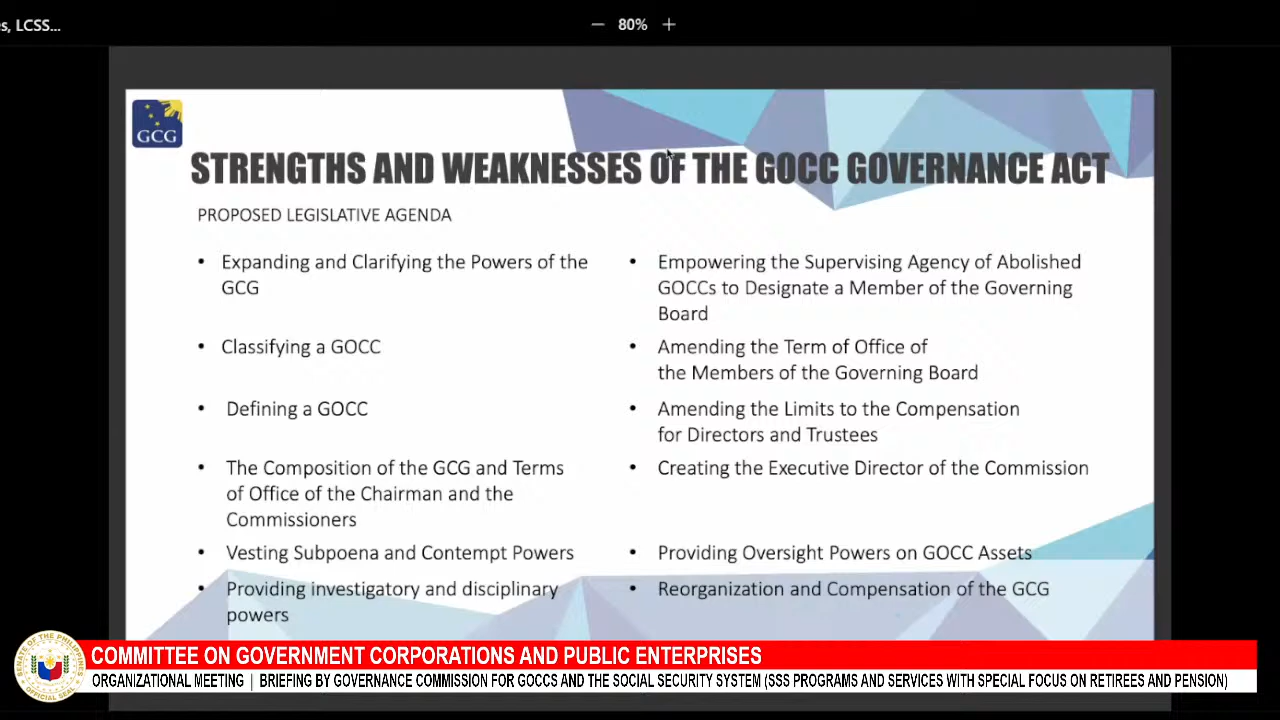 s, LCSS...
80%
GCG
STRENGTHS AND WEAKNESSES OF THE GOCC GOVERNANCE ACT
PROPOSED LEGISLATIVE AGENDA
• Expanding and Clarifying the Powers of the
GCG
• Classifying a GOCC
• Defining a GOCC
• The Composition of the GCG and Terms
of Office of the Chairman and the
Commissioners
• Vesting Subpoena and Contempt Powers
• Providing investigatory and disciplinary
powers
• Empowering the Supervising Agency of Abolished
GOCCs to Designate a Member of the Governing
Board
• Amending the Term of Office of
the Members of the Governing Board
• Amending the Limits to the Compensation
for Directors and Trustees
• Creating the Executive Director of the Commission
• Providing Oversight Powers on GOCC Assets
• Reorganization and Compensation of the GCG
SENATE OF THE PHILIPPINES
OFFICIAL SEAL
COMMITTEE ON GOVERNMENT CORPORATIONS AND PUBLIC ENTERPRISES
ORGANIZATIONAL MEETING | BRIEFING BY GOVERNANCE COMMISSION FOR GOCCS AND THE SOCIAL SECURITY SYSTEM (SSS PROGRAMS AND SERVICES WITH SPECIAL FOCUS ON RETIREES AND PENSION)